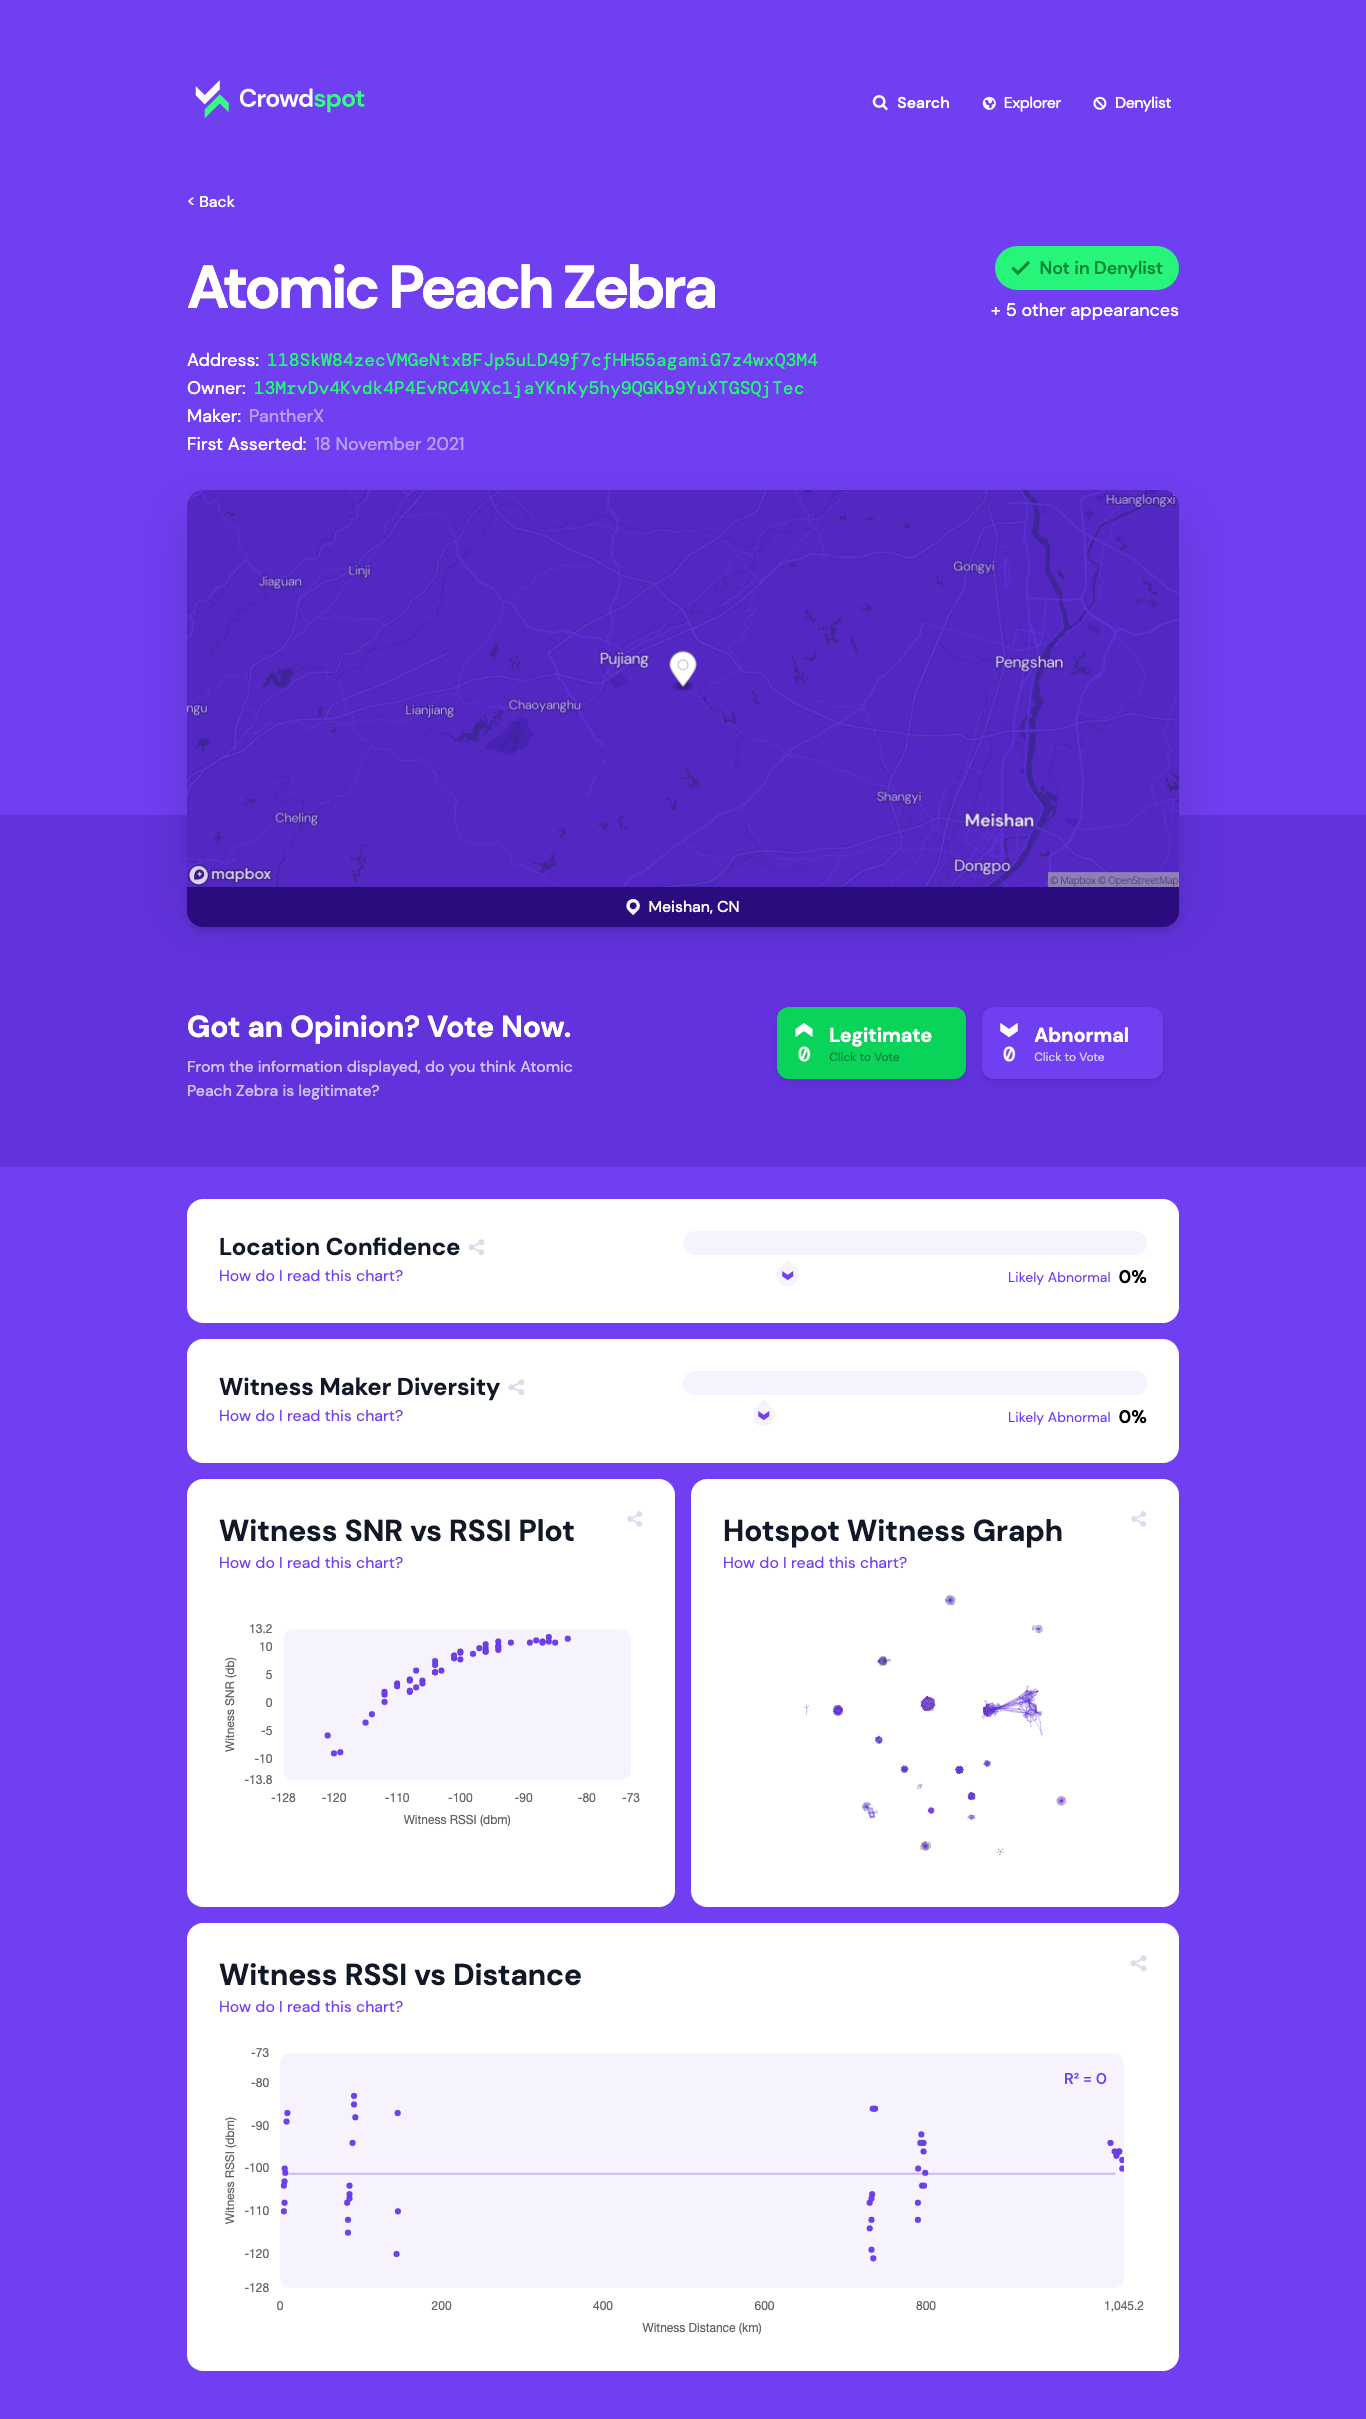 Crowdspot
Search
Explorer
Denylist
< Back
Atomic Peach Zebra
Not in Denylist
+ 5 other appearances
Address: 118SkW84zecVMGeNtxBFJp5uLD49f7cfHH55agamiG7z4wxQ3M4
Owner: 13MrvDv4Kvdk4P4EvRC4VXc1jaYKnKy5hy9QGKb9YuXTGSQjTec
Maker: PantherX
First Asserted: 18 November 2021
Huanglongxi
Gongyi
Linji
Jiaguan
Pujiang
Pengshan
ngu
Lianjiang
Chaoyanghu
Shangyi
Cheling
Meishan
Dongpo
mapbox
© Mapbox © OpenStreetMap
Meishan, CN
Got an Opinion? Vote Now.
From the information displayed, do you think Atomic
Peach Zebra is legitimate?
0
Legitimate
Click to Vote
0
Abnormal
Click to Vote
Location Confidence
How do I read this chart?
Likely Abnormal 0%
Witness Maker Diversity
How do I read this chart?
Likely Abnormal 0%
Witness SNR vs RSSI Plot
How do I read this chart?
Witness SNR (db)
13.2
10
5
0
-5
-10
-13.8
-128 -120 -110 -100 -90 -80 -73
Witness RSSI (dbm)
Hotspot Witness Graph
How do I read this chart?
Witness RSSI vs Distance
How do I read this chart?
R² = 0
Witness RSSI (dbm)
-73
-80
-90
-100
-110
-120
-128
0 200 400 600 800 1,045.2
Witness Distance (km)